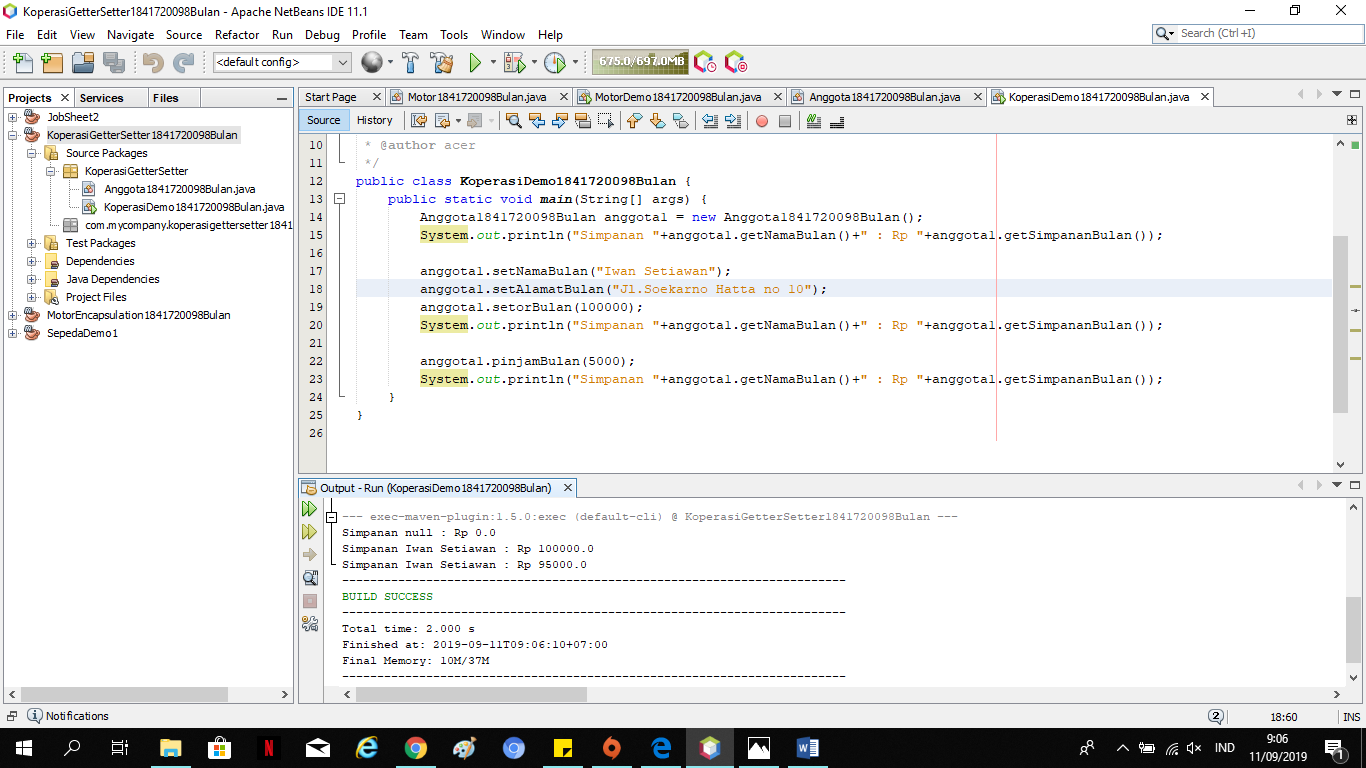 KoperasiGetterSetter1841720098Bulan - Apache NetBeans IDE 11.1
File Edit View Navigate Source Refactor Run Debug Profile Team Tools Window Help
Search (Ctrl+I)
<default config>
675.0/697.0MB
Projects Services Files
JobSheet2
KoperasiGetterSetter1841720098Bulan
Source Packages
KoperasiGetterSetter
Anggota1841720098Bulan.java
KoperasiDemo1841720098Bulan.java
com.mycompany.koperasigettersetter1841
Test Packages
Dependencies
Java Dependencies
Project Files
MotorEncapsulation1841720098Bulan
SepedaDemo1
Start Page Motor1841720098Bulan.java MotorDemo1841720098Bulan.java Anggota1841720098Bulan.java KoperasiDemo1841720098Bulan.java
Source History
10 * @author acer
11 */
12 public class KoperasiDemo1841720098Bulan {
13 public static void main(String[] args) {
14 Anggota1841720098Bulan anggota1 = new Anggota1841720098Bulan();
15 System.out.println("Simpanan "+anggota1.getNamaBulan()+" : Rp "+anggota1.getSimpananBulan());
16
17 anggota1.setNamaBulan("Iwan Setiawan");
18 anggota1.setAlamatBulan("Jl.Soekarno Hatta no 10");
19 anggota1.setorBulan(100000);
20 System.out.println("Simpanan "+anggota1.getNamaBulan()+" : Rp "+anggota1.getSimpananBulan());
21
22 anggota1.pinjamBulan(5000);
23 System.out.println("Simpanan "+anggota1.getNamaBulan()+" : Rp "+anggota1.getSimpananBulan());
24 }
25 }
26
Output - Run (KoperasiDemo1841720098Bulan)
--- exec-maven-plugin:1.5.0:exec (default-cli) @ KoperasiGetterSetter1841720098Bulan ---
Simpanan null : Rp 0.0
Simpanan Iwan Setiawan : Rp 100000.0
Simpanan Iwan Setiawan : Rp 95000.0
------------------------------------------------------------------------
BUILD SUCCESS
------------------------------------------------------------------------
Total time: 2.000 s
Finished at: 2019-09-11T09:06:10+07:00
Final Memory: 10M/37M
------------------------------------------------------------------------
Notifications
2
18:60
INS
IND
9:06
11/09/2019
1